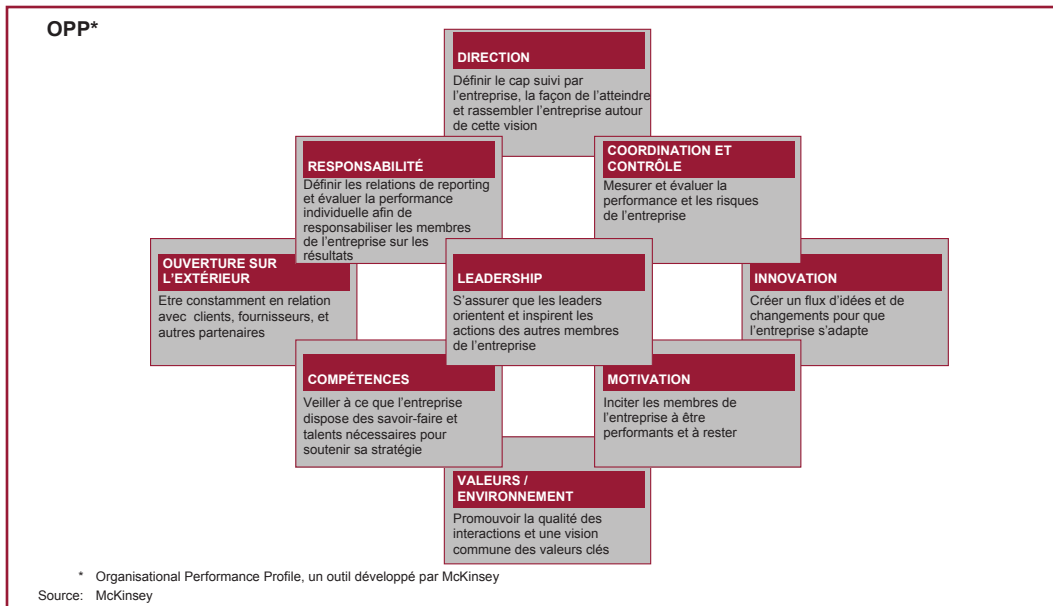 OPP*
DIRECTION
Définir le cap suivi par
l'entreprise, la façon de l'atteindre
et rassembler l'entreprise autour
de cette vision
RESPONSABILITÉ
Définir les relations de reporting
et évaluer la performance
individuelle afin de
responsabiliser les membres
de l'entreprise sur les
résultats
COORDINATION ET
CONTRÔLE
Mesurer et évaluer la
performance et les risques
de l'entreprise
OUVERTURE SUR
L'EXTÉRIEUR
Etre constamment en relation
avec clients, fournisseurs, et
autres partenaires
LEADERSHIP
S'assurer que les leaders
orientent et inspirent les
actions des autres membres
de l'entreprise
INNOVATION
Créer un flux d'idées et de
changements pour que
l'entreprise s'adapte
COMPÉTENCES
Veiller à ce que l'entreprise
dispose des savoir-faire et
talents nécessaires pour
soutenir sa stratégie
MOTIVATION
Inciter les membres de
l'entreprise à être
performants et à rester
VALEURS /
ENVIRONNEMENT
Promouvoir la qualité des
interactions et une vision
commune des valeurs clés
* Organisational Performance Profile, un outil développé par McKinsey
Source: McKinsey